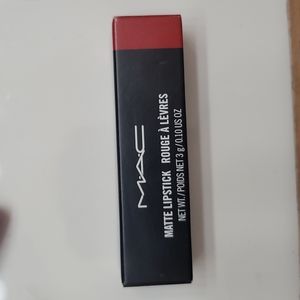 MAC
MATTE LIPSTICK ROUGE À LÈVRES
NET WT./POIDS NET 3 g/0.10 US OZ